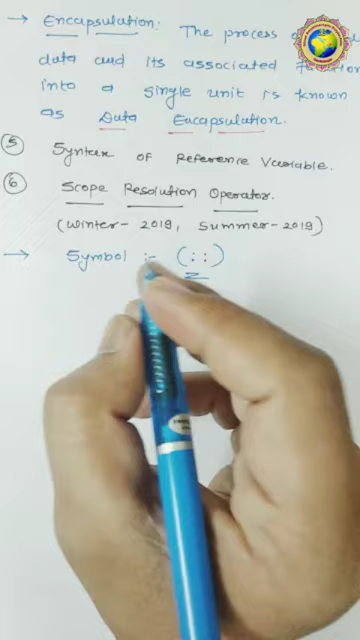 → Encapsulation: The process
data and its associated
into a single unit is known
as Data Encapsulation.
⑤ Syntax of Reference Variable.
⑥ Scope Resolution Operator.
(Winter- 2019, Summer-2019)
→ Symbol :- (::)